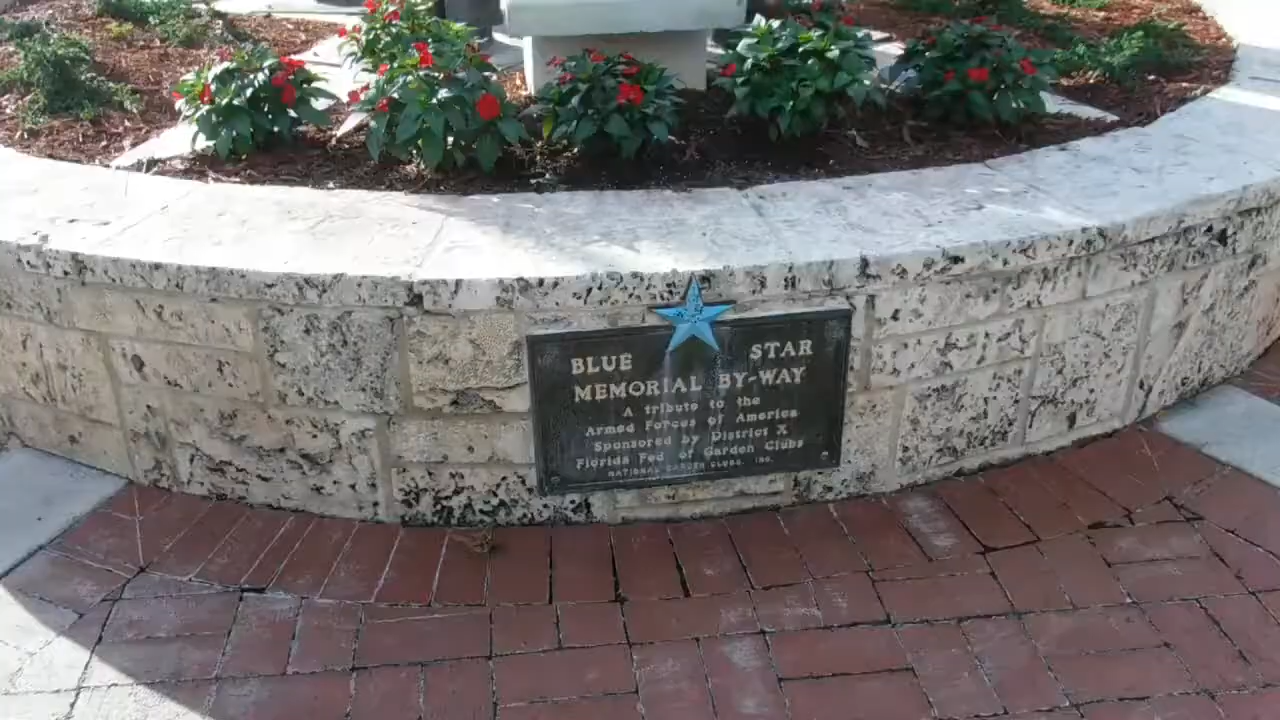 BLUE STAR
MEMORIAL BY-WAY
A tribute to the
Armed Forces of America
Sponsored by District X
Florida Fed of Garden Clubs
NATIONAL GARDEN CLUBS, INC.